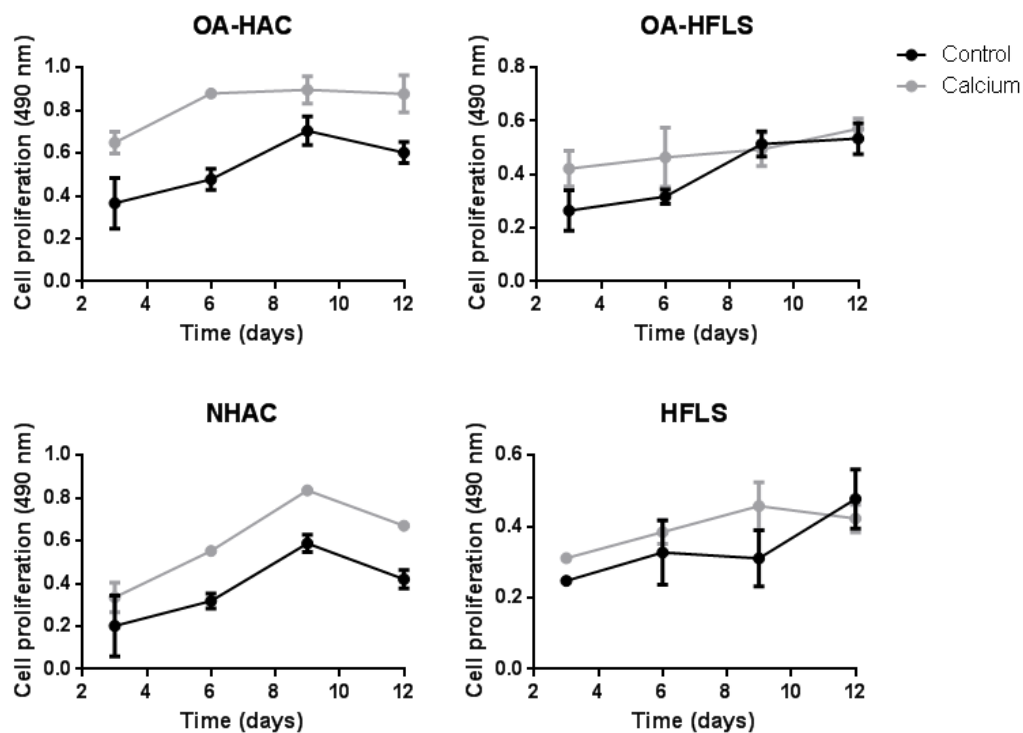 OA-HAC
Cell proliferation (490 nm)
1.0
0.8
0.6
0.4
0.2
0.0
2 4 6 8 10 12
Time (days)
OA-HFLS
Cell proliferation (490 nm)
0.8
0.6
0.4
0.2
0.0
2 4 6 8 10 12
Time (days)
Control
Calcium
NHAC
Cell proliferation (490 nm)
1.0
0.8
0.6
0.4
0.2
0.0
2 4 6 8 10 12
Time (days)
HFLS
Cell proliferation (490 nm)
0.6
0.4
0.2
0.0
2 4 6 8 10 12
Time (days)